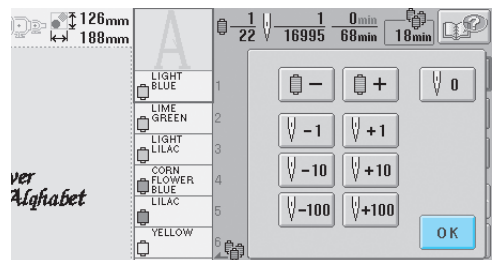 126mm
188mm
A
1
22
1
16995
0min
68min
18min
LIGHT
BLUE
1
LIME
GREEN
2
LIGHT
LILAC
3
CORN
FLOWER
BLUE
4
LILAC
5
YELLOW
6
ver
Alqhabet
−
+
0
−1
+1
−10
+10
−100
+100
OK